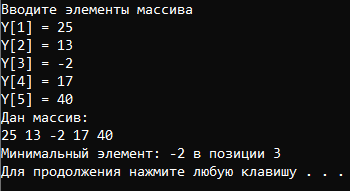 Вводите элементы массива
Y[1] = 25
Y[2] = 13
Y[3] = -2
Y[4] = 17
Y[5] = 40
Дан массив:
25 13 -2 17 40
Минимальный элемент: -2 в позиции 3
Для продолжения нажмите любую клавишу . . .